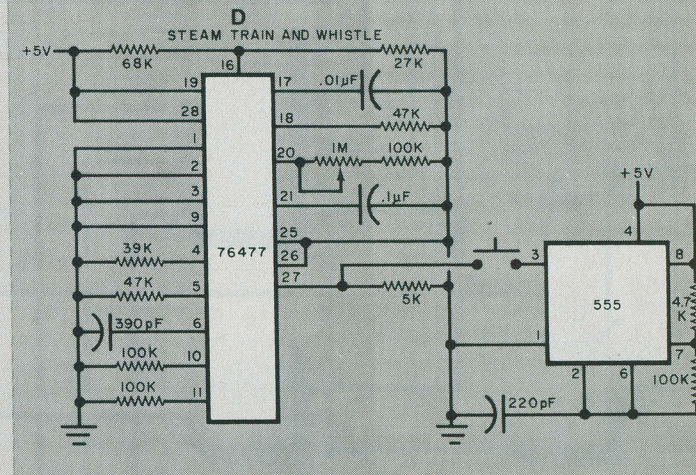 D
STEAM TRAIN AND WHISTLE
+5V
68K
16
27K
19
17
.01µF
28
18
47K
1
20
1M
100K
2
3
21
.1µF
9
+5V
4
39K
4
76477
25
26
3
8
47K
5
27
5K
555
4.7
K
390pF
6
1
7
100K
10
2
6
100K
100K
11
220pF